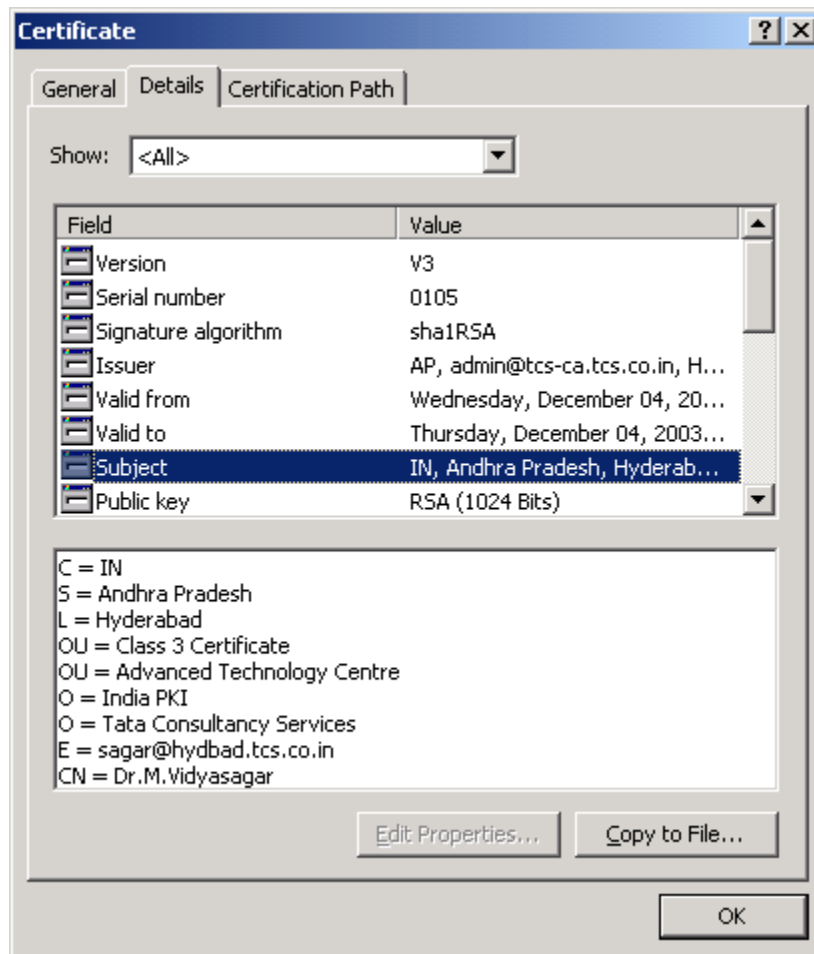 Certificate
General Details Certification Path
Show: <All>
Field Value
Version V3
Serial number 0105
Signature algorithm sha1RSA
Issuer AP, admin@tcs-ca.tcs.co.in, H...
Valid from Wednesday, December 04, 20...
Valid to Thursday, December 04, 2003...
Subject IN, Andhra Pradesh, Hyderab...
Public key RSA (1024 Bits)
C = IN
S = Andhra Pradesh
L = Hyderabad
OU = Class 3 Certificate
OU = Advanced Technology Centre
O = India PKI
O = Tata Consultancy Services
E = sagar@hydbad.tcs.co.in
CN = Dr.M.Vidyasagar
Edit Properties... Copy to File...
OK